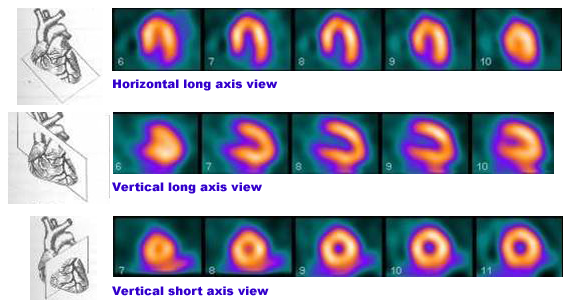 6 7 8 9 10
Horizontal long axis view
6 7 8 9 10
Vertical long axis view
7 8 9 10 11
Vertical short axis view